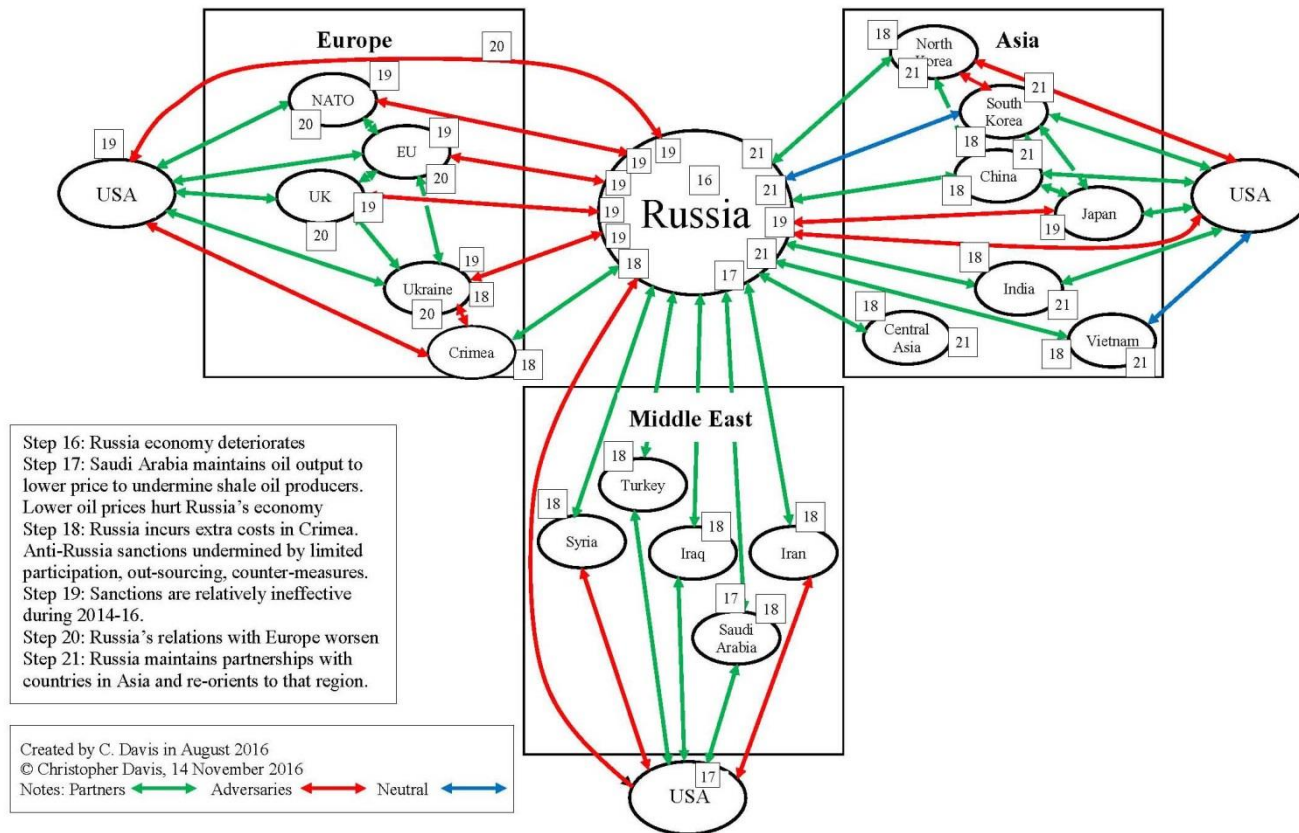 Europe
Asia
Middle East
20
19
NATO
20
19
EU
20
19
USA
UK
19
20
19
Ukraine
18
20
Crimea
18
19
19
19
19
19
18
16
Russia
21
21
19
21
17
18
North
Korea
21
21
South
Korea
18
21
China
18
Japan
19
USA
18
India
21
18
Central
Asia
21
Vietnam
18
21
18
Turkey
18
Syria
18
Iraq
18
Iran
17
18
Saudi
Arabia
17
USA
Step 16: Russia economy deteriorates
Step 17: Saudi Arabia maintains oil output to
lower price to undermine shale oil producers.
Lower oil prices hurt Russia's economy
Step 18: Russia incurs extra costs in Crimea.
Anti-Russia sanctions undermined by limited
participation, out-sourcing, counter-measures.
Step 19: Sanctions are relatively ineffective
during 2014-16.
Step 20: Russia's relations with Europe worsen
Step 21: Russia maintains partnerships with
countries in Asia and re-orients to that region.
Created by C. Davis in August 2016
© Christopher Davis, 14 November 2016
Notes: Partners Adversaries Neutral